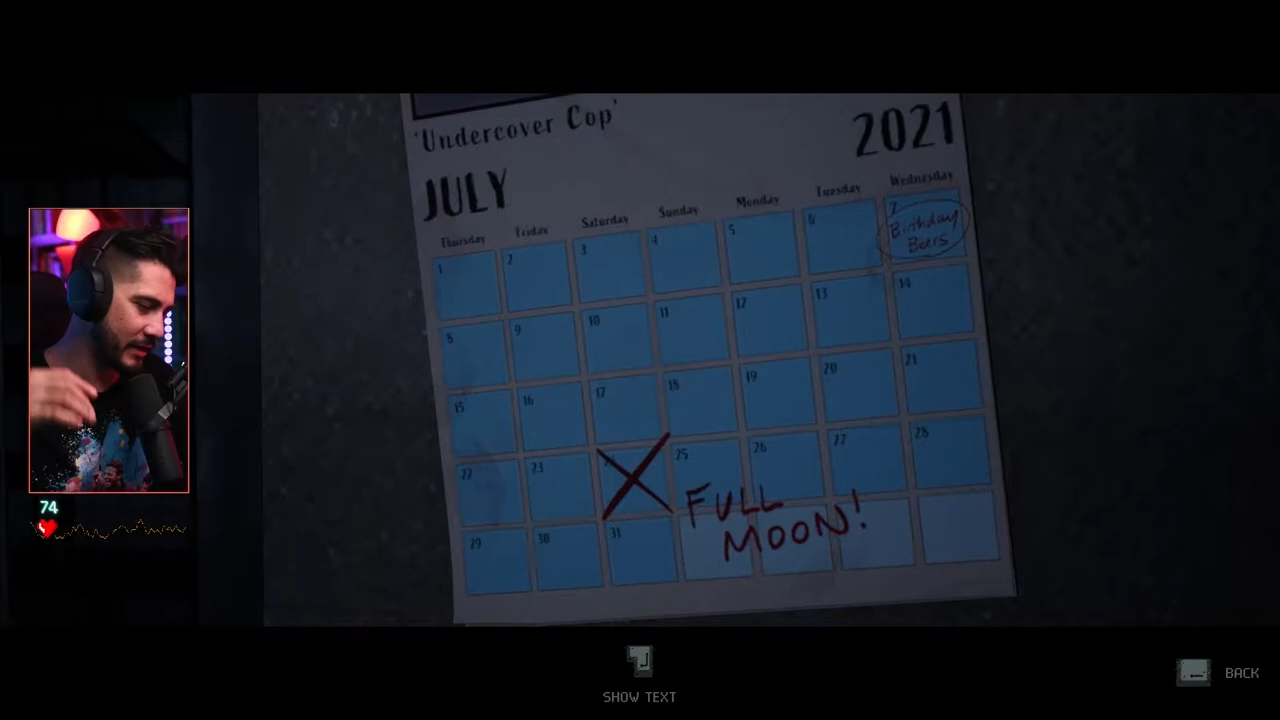 'Undercover Cop'
2021
JULY
Thursday Friday Saturday Sunday Monday Tuesday Wednesday
1 2 3 4 5 6 7
Birthday
Beers
8 9 10 11 12 13 14
15 16 17 18 19 20 21
22 23 25 26 27 28
FULL
MOON!
29 30 31
74
SHOW TEXT
BACK